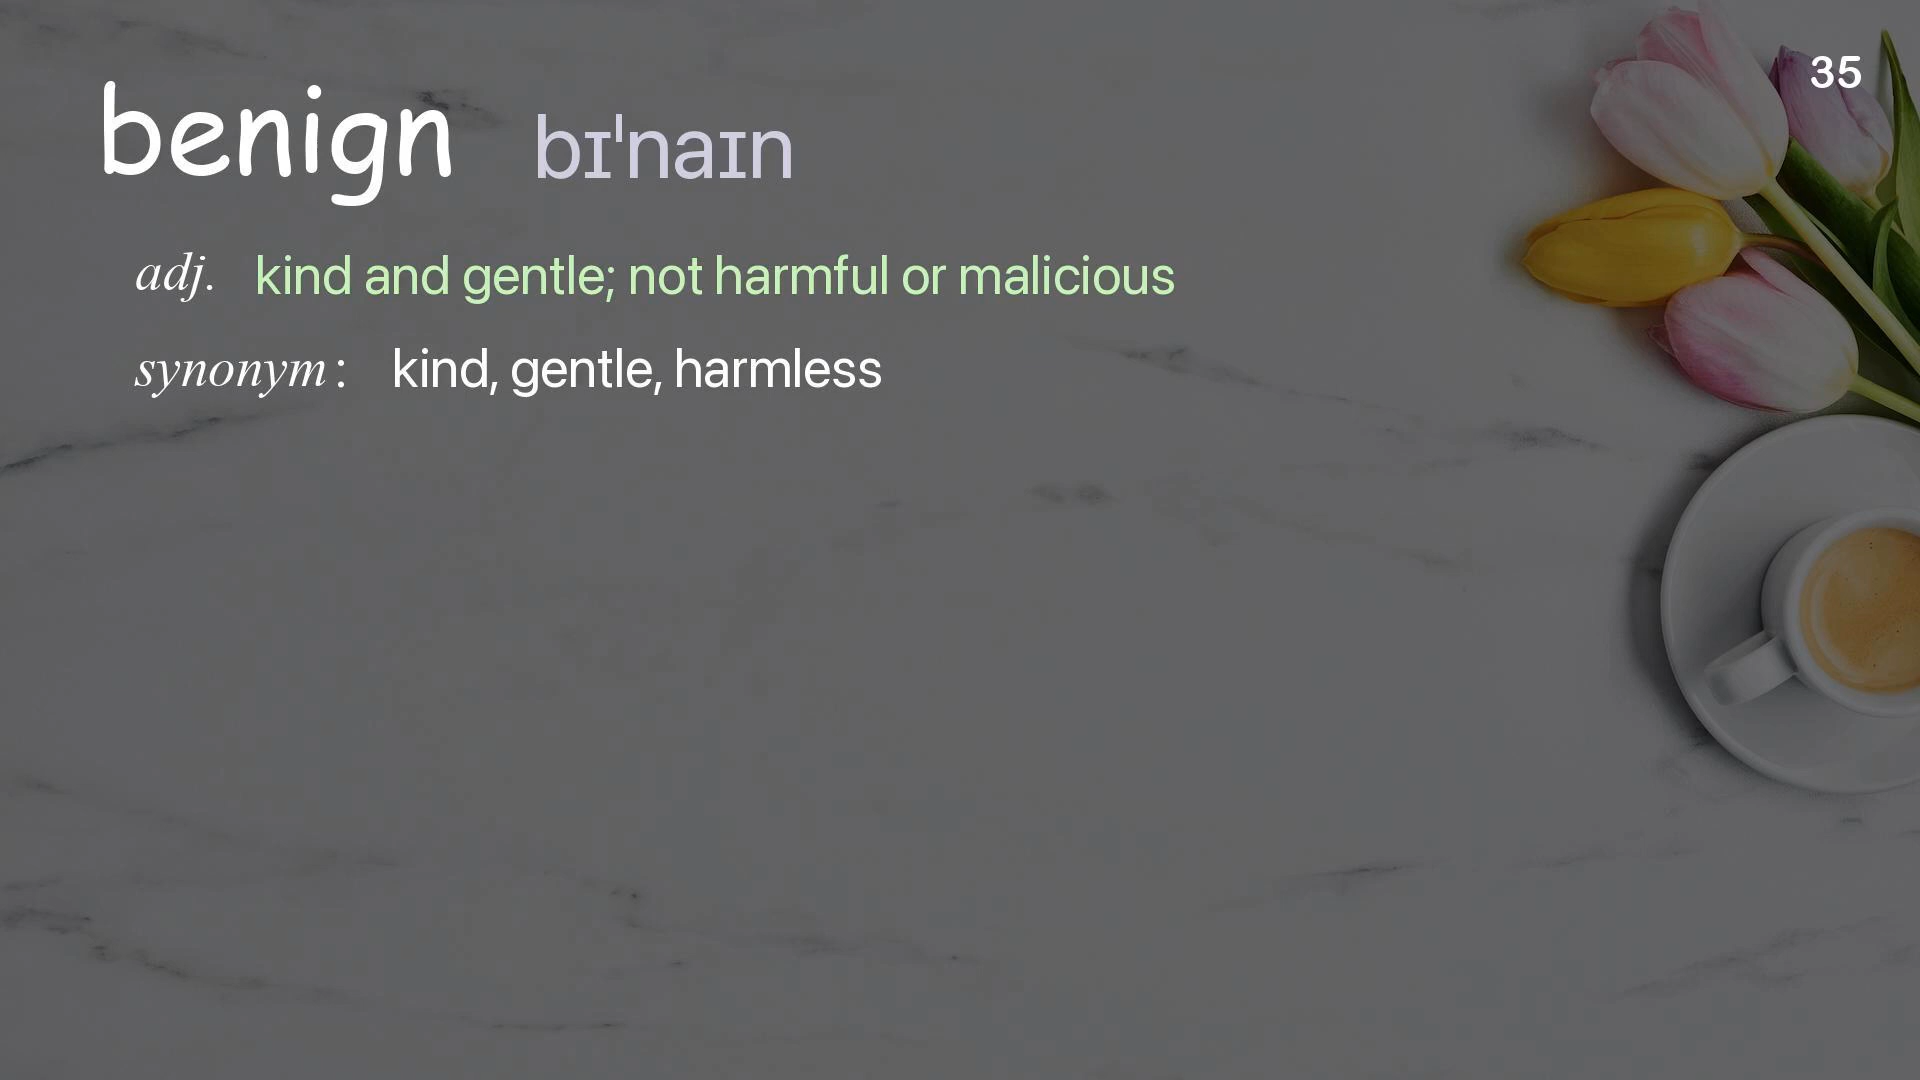 35
benign bɪˈnaɪn
adj. kind and gentle; not harmful or malicious
synonym: kind, gentle, harmless